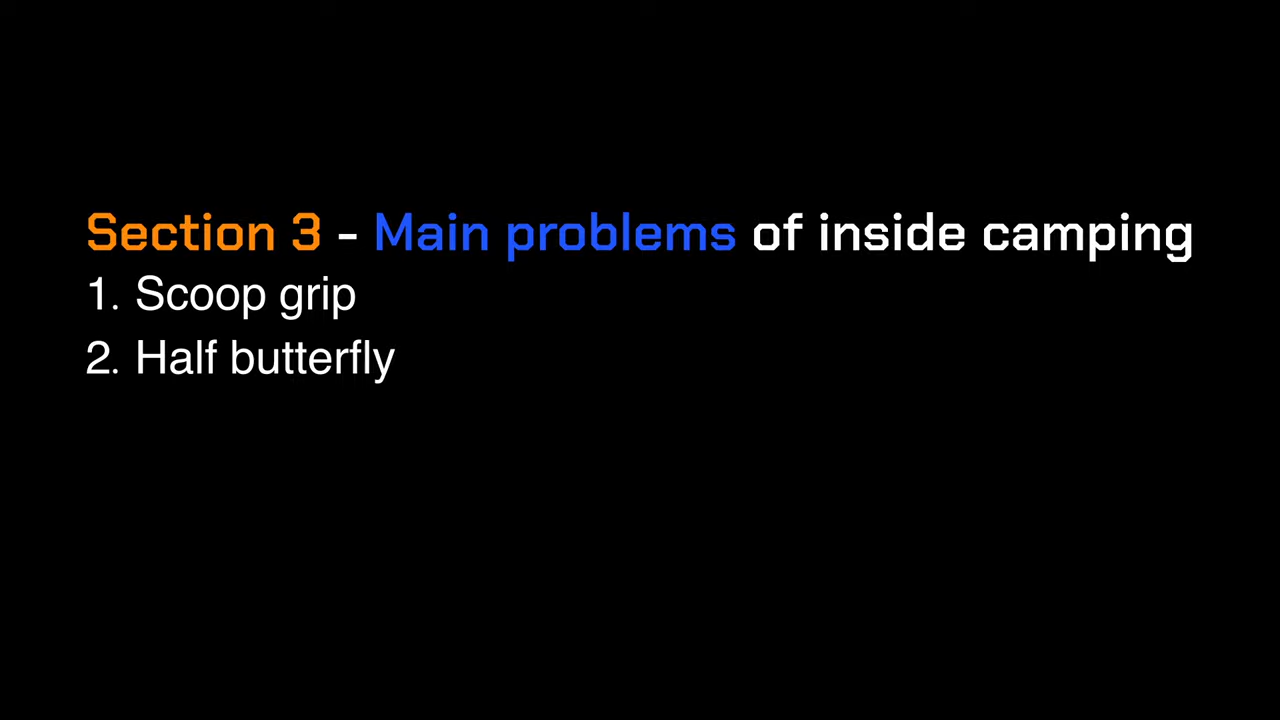 Section 3 - Main problems of inside camping
1. Scoop grip
2. Half butterfly